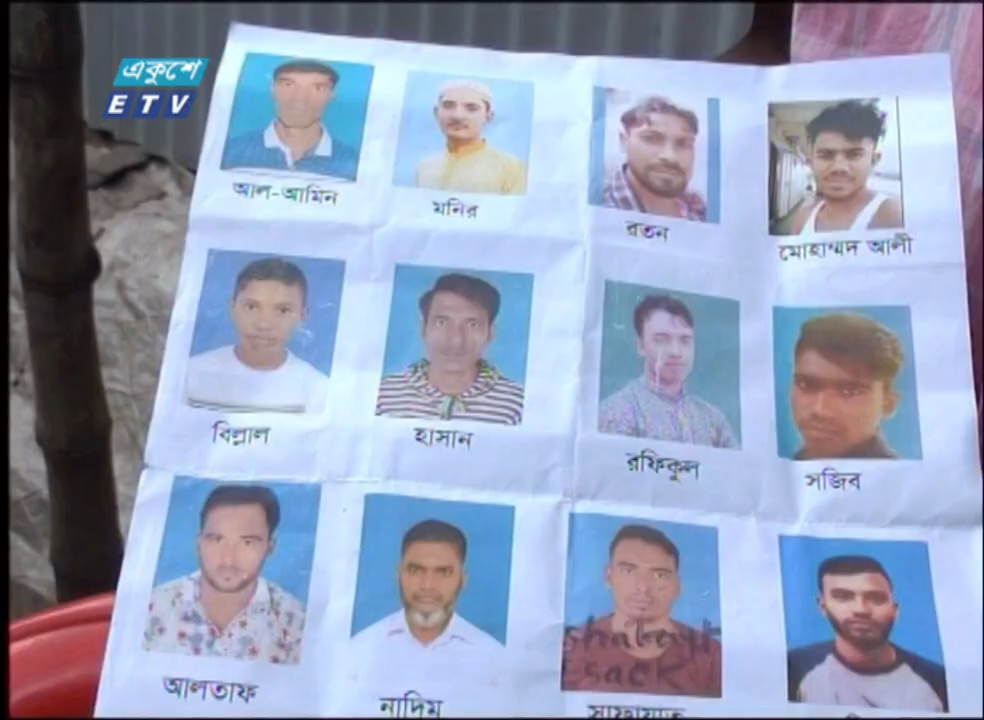 একুশে
ETV
আল-আমিন
মনির
রতন
মোহাম্মদ আলী
বিল্লাল
হাসান
রফিকুল
সজিব
আলতাফ
নাদিম